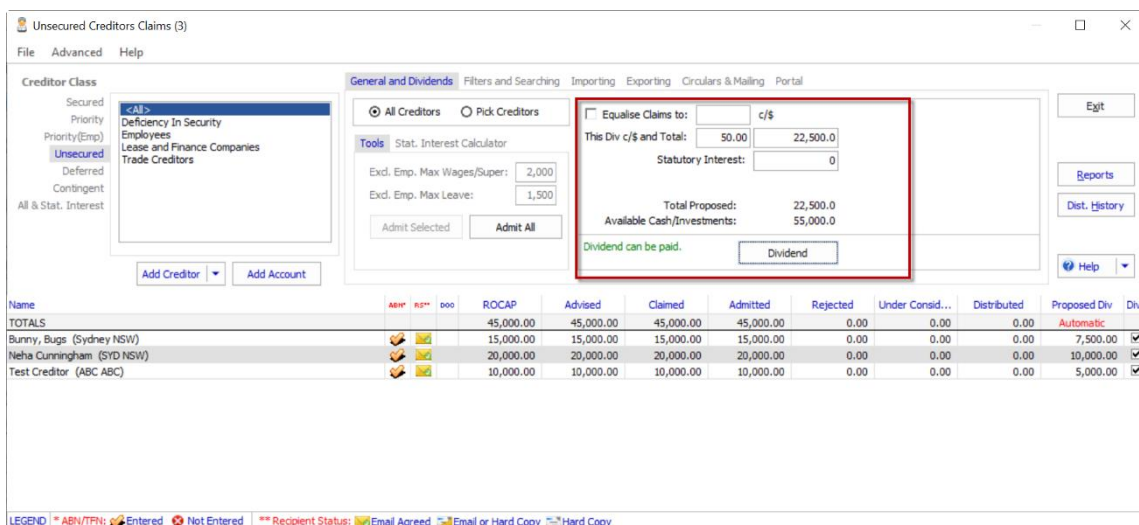 Unsecured Creditors Claims (3)
File Advanced Help
Creditor Class
Secured
Priority
Priority(Emp)
Unsecured
Deferred
Contingent
All & Stat. Interest
<All>
Deficiency In Security
Employees
Lease and Finance Companies
Trade Creditors
Add Creditor
Add Account
General and Dividends Filters and Searching Importing Exporting Circulars & Mailing Portal
All Creditors Pick Creditors
Tools Stat. Interest Calculator
Excl. Emp. Max Wages/Super: 2,000
Excl. Emp. Max Leave: 1,500
Admit Selected Admit All
Equalise Claims to: c/$
This Div c/$ and Total: 50.00 22,500.0
Statutory Interest: 0
Total Proposed: 22,500.0
Available Cash/Investments: 55,000.0
Dividend can be paid. Dividend
Exit
Reports
Dist. History
Help
Name ABN* RS** DOO ROCAP Advised Claimed Admitted Rejected Under Consid... Distributed Proposed Div Div
TOTALS 45,000.00 45,000.00 45,000.00 45,000.00 0.00 0.00 0.00 Automatic
Bunny, Bugs (Sydney NSW) 15,000.00 15,000.00 15,000.00 15,000.00 0.00 0.00 0.00 7,500.00
Neha Cunningham (SYD NSW) 20,000.00 20,000.00 20,000.00 20,000.00 0.00 0.00 0.00 10,000.00
Test Creditor (ABC ABC) 10,000.00 10,000.00 10,000.00 10,000.00 0.00 0.00 0.00 5,000.00
LEGEND * ABN/TFN: Entered Not Entered ** Recipient Status: Email Agreed Email or Hard Copy Hard Copy